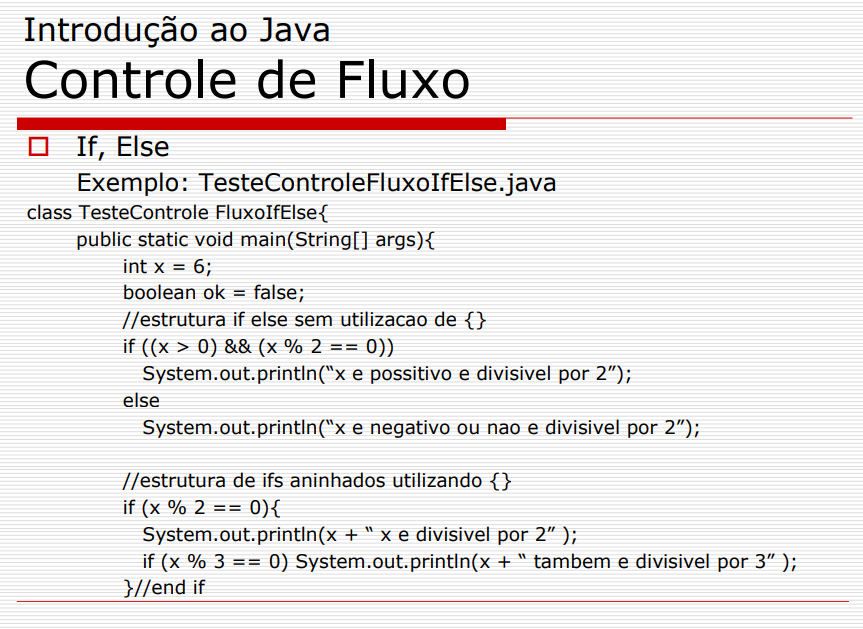 Introdução ao Java
Controle de Fluxo
If, Else
Exemplo: TesteControleFluxoIfElse.java
class TesteControle FluxoIfElse{
public static void main(String[] args){
int x = 6;
boolean ok = false;
//estrutura if else sem utilizacao de {}
if ((x > 0) && (x % 2 == 0))
System.out.println(“x e possitivo e divisivel por 2”);
else
System.out.println(“x e negativo ou nao e divisivel por 2”);
//estrutura de ifs aninhados utilizando {}
if (x % 2 == 0){
System.out.println(x + “ x e divisivel por 2” );
if (x % 3 == 0) System.out.println(x + “ tambem e divisivel por 3” );
}//end if